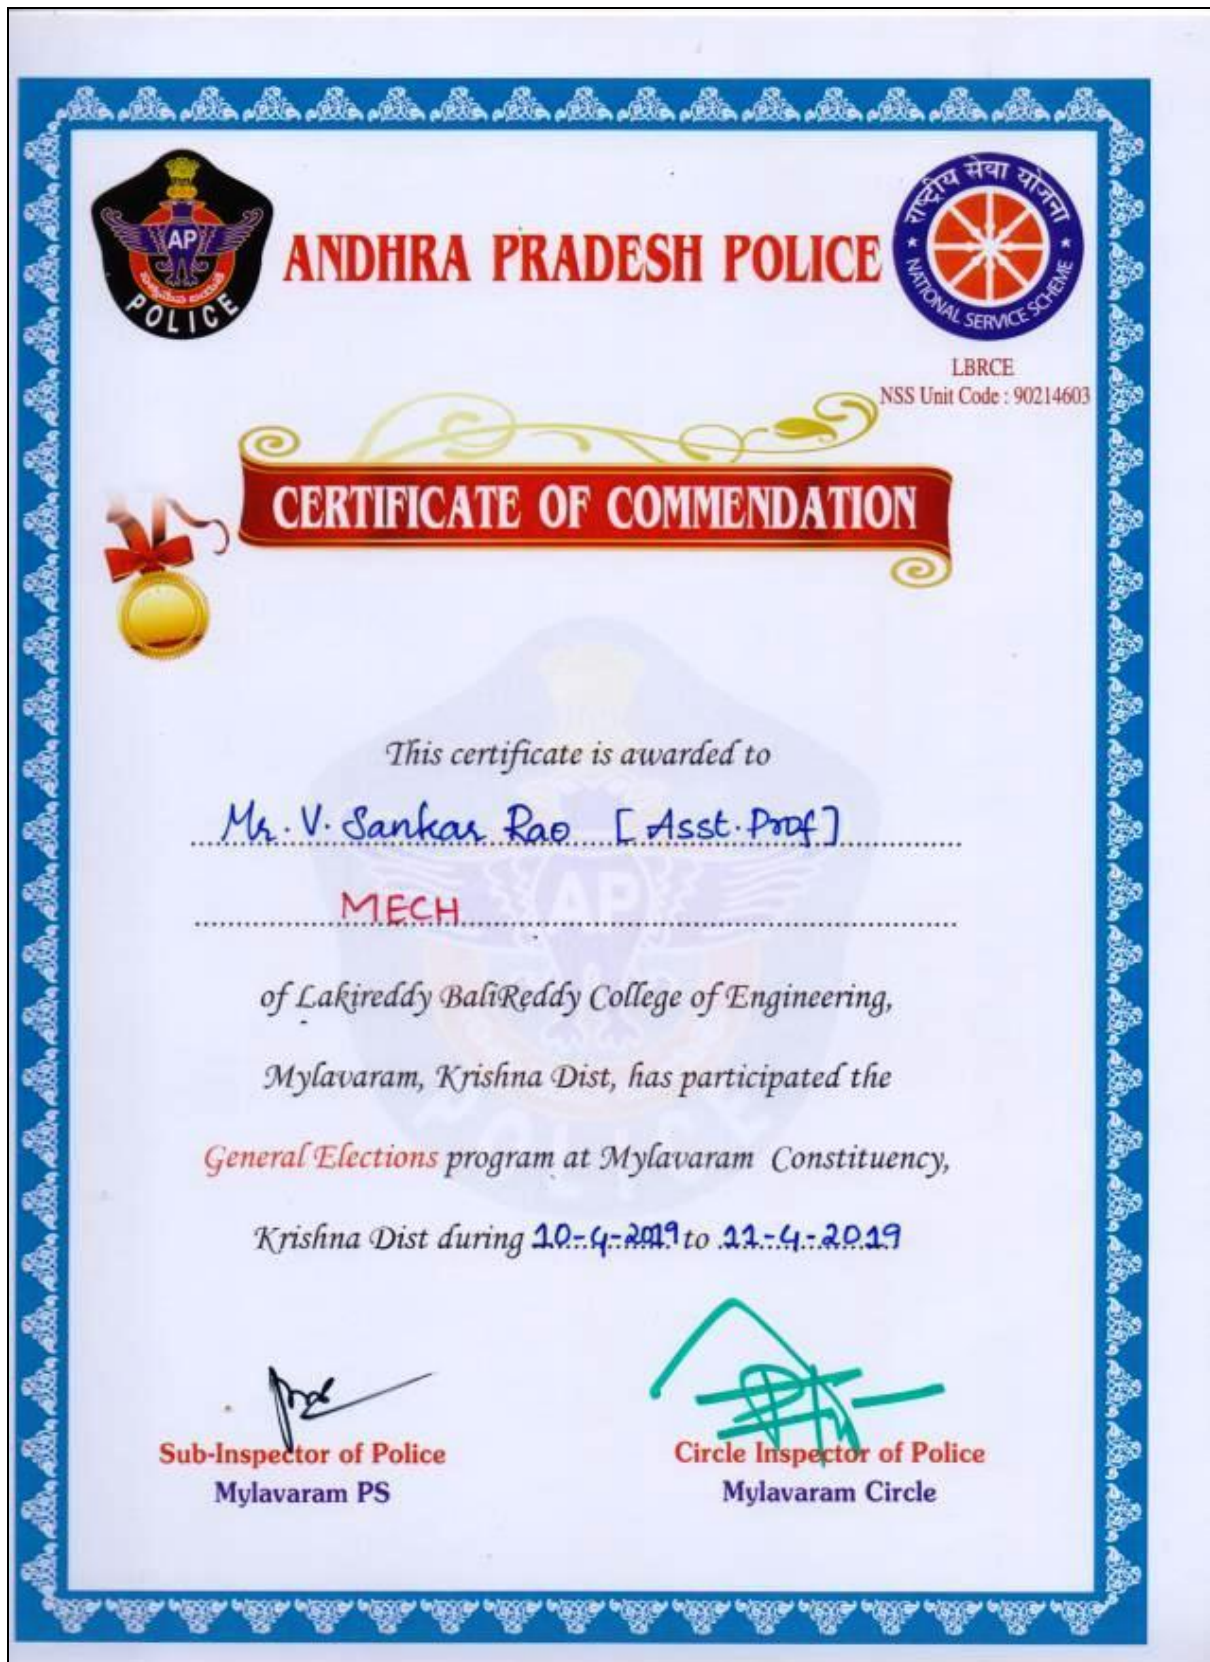 राष्ट्रीय सेवा योजना
NATIONAL SERVICE SCHEME
AP
POLICE
ANDHRA PRADESH POLICE
LBRCE
NSS Unit Code : 90214603
CERTIFICATE OF COMMENDATION
This certificate is awarded to
Mr. V. Sankar Rao [Asst. Prof]
MECH
AP
POLICE
of Lakireddy BaliReddy College of Engineering,
Mylavaram, Krishna Dist, has participated the
General Elections program at Mylavaram Constituency,
Krishna Dist during 10-4-2019 to 11-4-2019
Sub-Inspector of Police
Mylavaram PS
Circle Inspector of Police
Mylavaram Circle